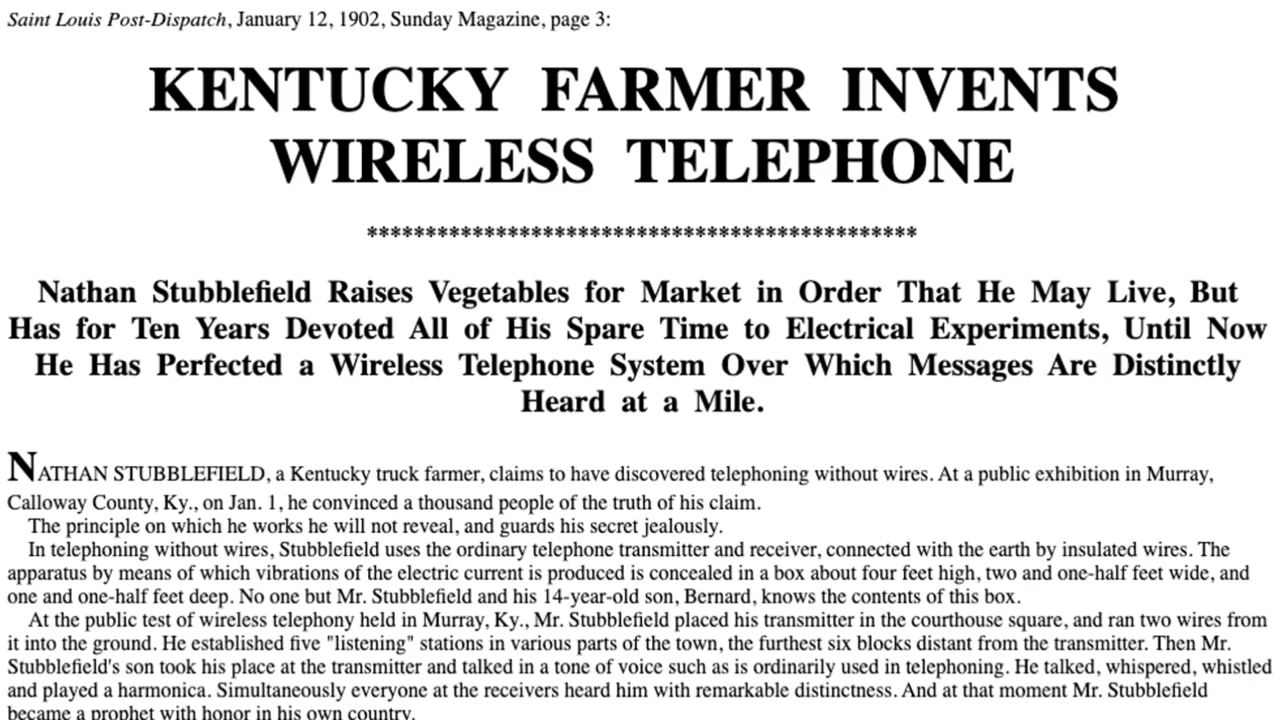 Saint Louis Post-Dispatch, January 12, 1902, Sunday Magazine, page 3:
KENTUCKY FARMER INVENTS
WIRELESS TELEPHONE
***********************************************
Nathan Stubblefield Raises Vegetables for Market in Order That He May Live, But
Has for Ten Years Devoted All of His Spare Time to Electrical Experiments, Until Now
He Has Perfected a Wireless Telephone System Over Which Messages Are Distinctly
Heard at a Mile.
NATHAN STUBBLEFIELD, a Kentucky truck farmer, claims to have discovered telephoning without wires. At a public exhibition in Murray,
Calloway County, Ky., on Jan. 1, he convinced a thousand people of the truth of his claim.
The principle on which he works he will not reveal, and guards his secret jealously.
In telephoning without wires, Stubblefield uses the ordinary telephone transmitter and receiver, connected with the earth by insulated wires. The
apparatus by means of which vibrations of the electric current is produced is concealed in a box about four feet high, two and one-half feet wide, and
one and one-half feet deep. No one but Mr. Stubblefield and his 14-year-old son, Bernard, knows the contents of this box.
At the public test of wireless telephony held in Murray, Ky., Mr. Stubblefield placed his transmitter in the courthouse square, and ran two wires from
it into the ground. He established five "listening" stations in various parts of the town, the furthest six blocks distant from the transmitter. Then Mr.
Stubblefield's son took his place at the transmitter and talked in a tone of voice such as is ordinarily used in telephoning. He talked, whispered, whistled
and played a harmonica. Simultaneously everyone at the receivers heard him with remarkable distinctness. And at that moment Mr. Stubblefield
became a prophet with honor in his own country.